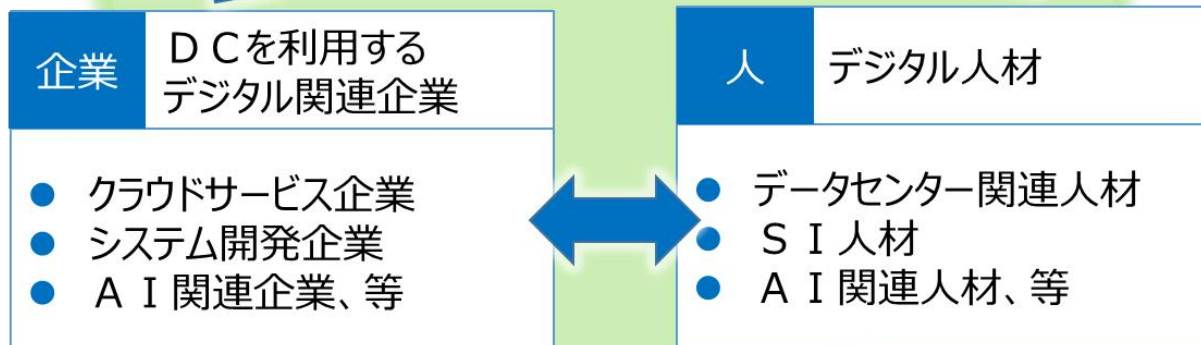 企業
ＤＣを利用する
デジタル関連企業
● クラウドサービス企業
● システム開発企業
● ＡＩ関連企業、等
人
デジタル人材
● データセンター関連人材
● ＳＩ人材
● ＡＩ関連人材、等